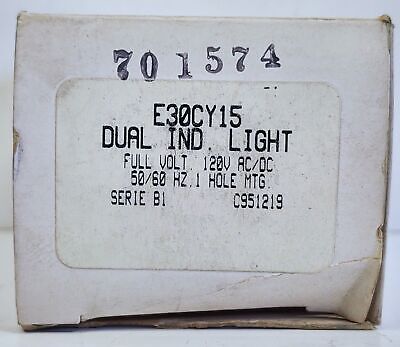 701574
E30CY15
DUAL IND. LIGHT
FULL VOLT 120V AC/DC
50/60 HZ.1 HOLE MTG.
SERIE B1 C951219